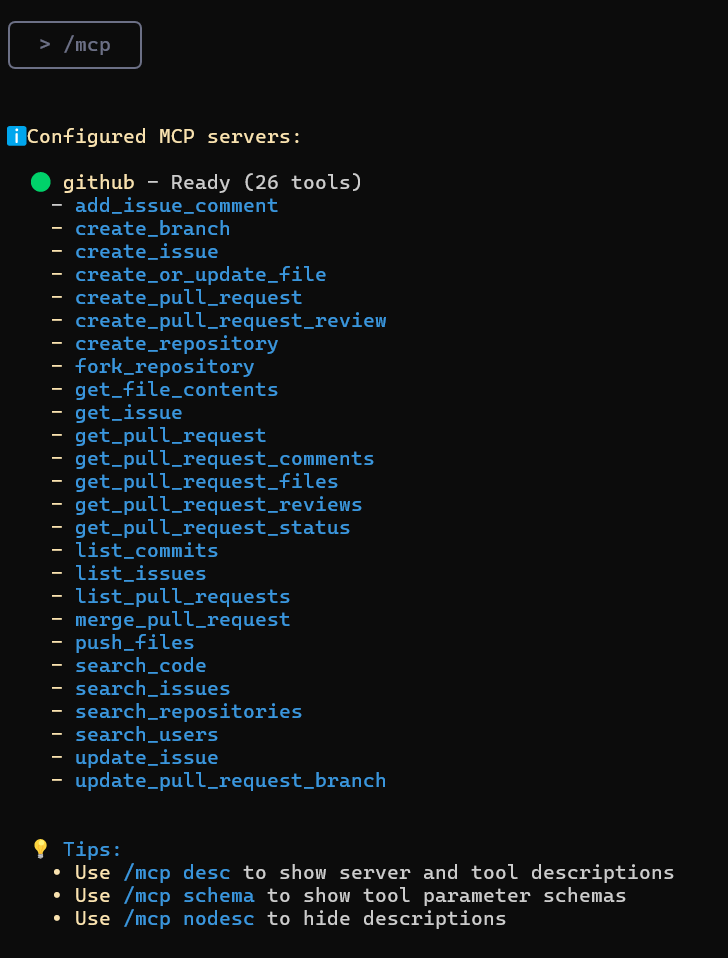 > /mcp
ℹ️Configured MCP servers:
🟢 github - Ready (26 tools)
- add_issue_comment
- create_branch
- create_issue
- create_or_update_file
- create_pull_request
- create_pull_request_review
- create_repository
- fork_repository
- get_file_contents
- get_issue
- get_pull_request
- get_pull_request_comments
- get_pull_request_files
- get_pull_request_reviews
- get_pull_request_status
- list_commits
- list_issues
- list_pull_requests
- merge_pull_request
- push_files
- search_code
- search_issues
- search_repositories
- search_users
- update_issue
- update_pull_request_branch
💡 Tips:
• Use /mcp desc to show server and tool descriptions
• Use /mcp schema to show tool parameter schemas
• Use /mcp nodesc to hide descriptions